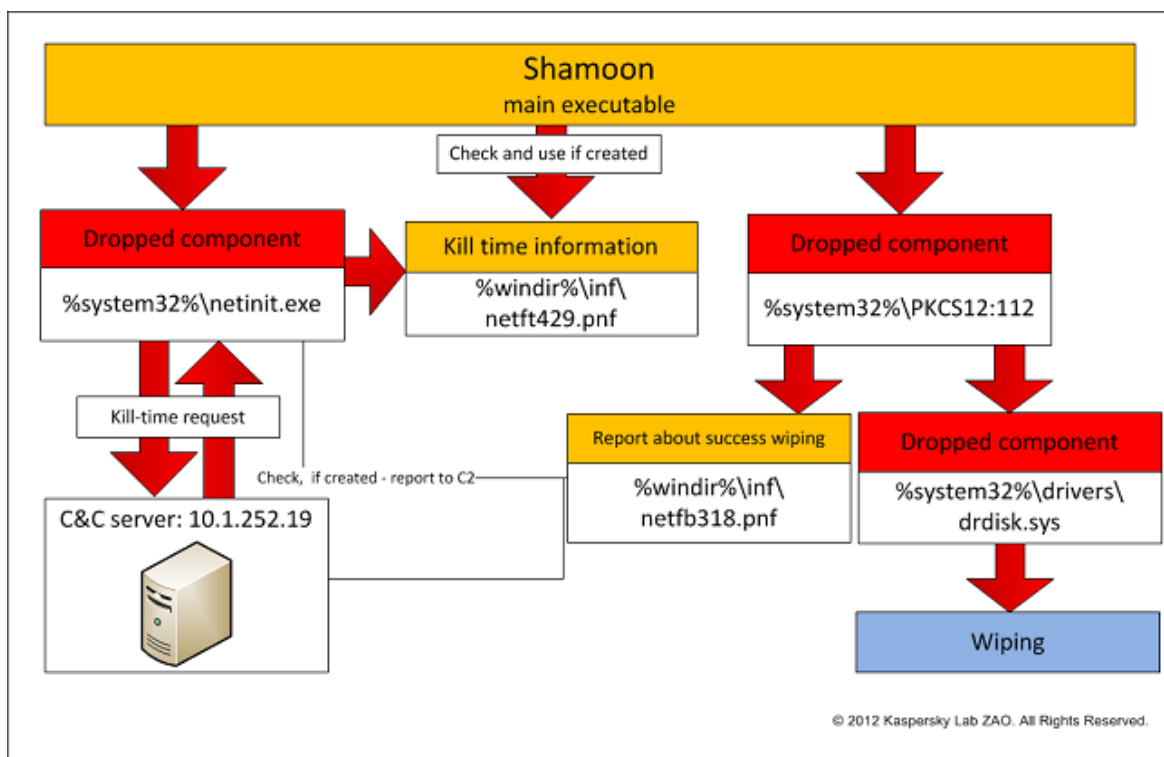 Shamoon
main executable
Check and use if created
Dropped component
%system32%\netinit.exe
Kill time information
%windir%\inf\
netft429.pnf
Dropped component
%system32%\PKCS12:112
Kill-time request
Check, if created - report to C2
C&C server: 10.1.252.19
Report about success wiping
%windir%\inf\
netfb318.pnf
Dropped component
%system32%\drivers\
drdisk.sys
Wiping
© 2012 Kaspersky Lab ZAO. All Rights Reserved.